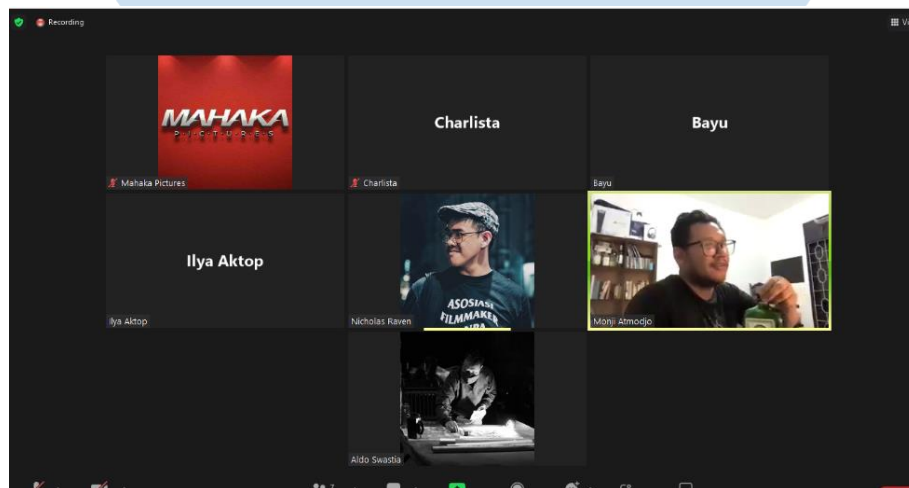 Recording
MAHAKA
PICTURES
Mahaka Pictures
Charlista
Charlista
Bayu
Bayu
Ilya Aktop
Ilya Aktop
ASOSIASI
FILMMAKER
Nicholas Raven
Monji Atmodjo
Aldo Swastia
7